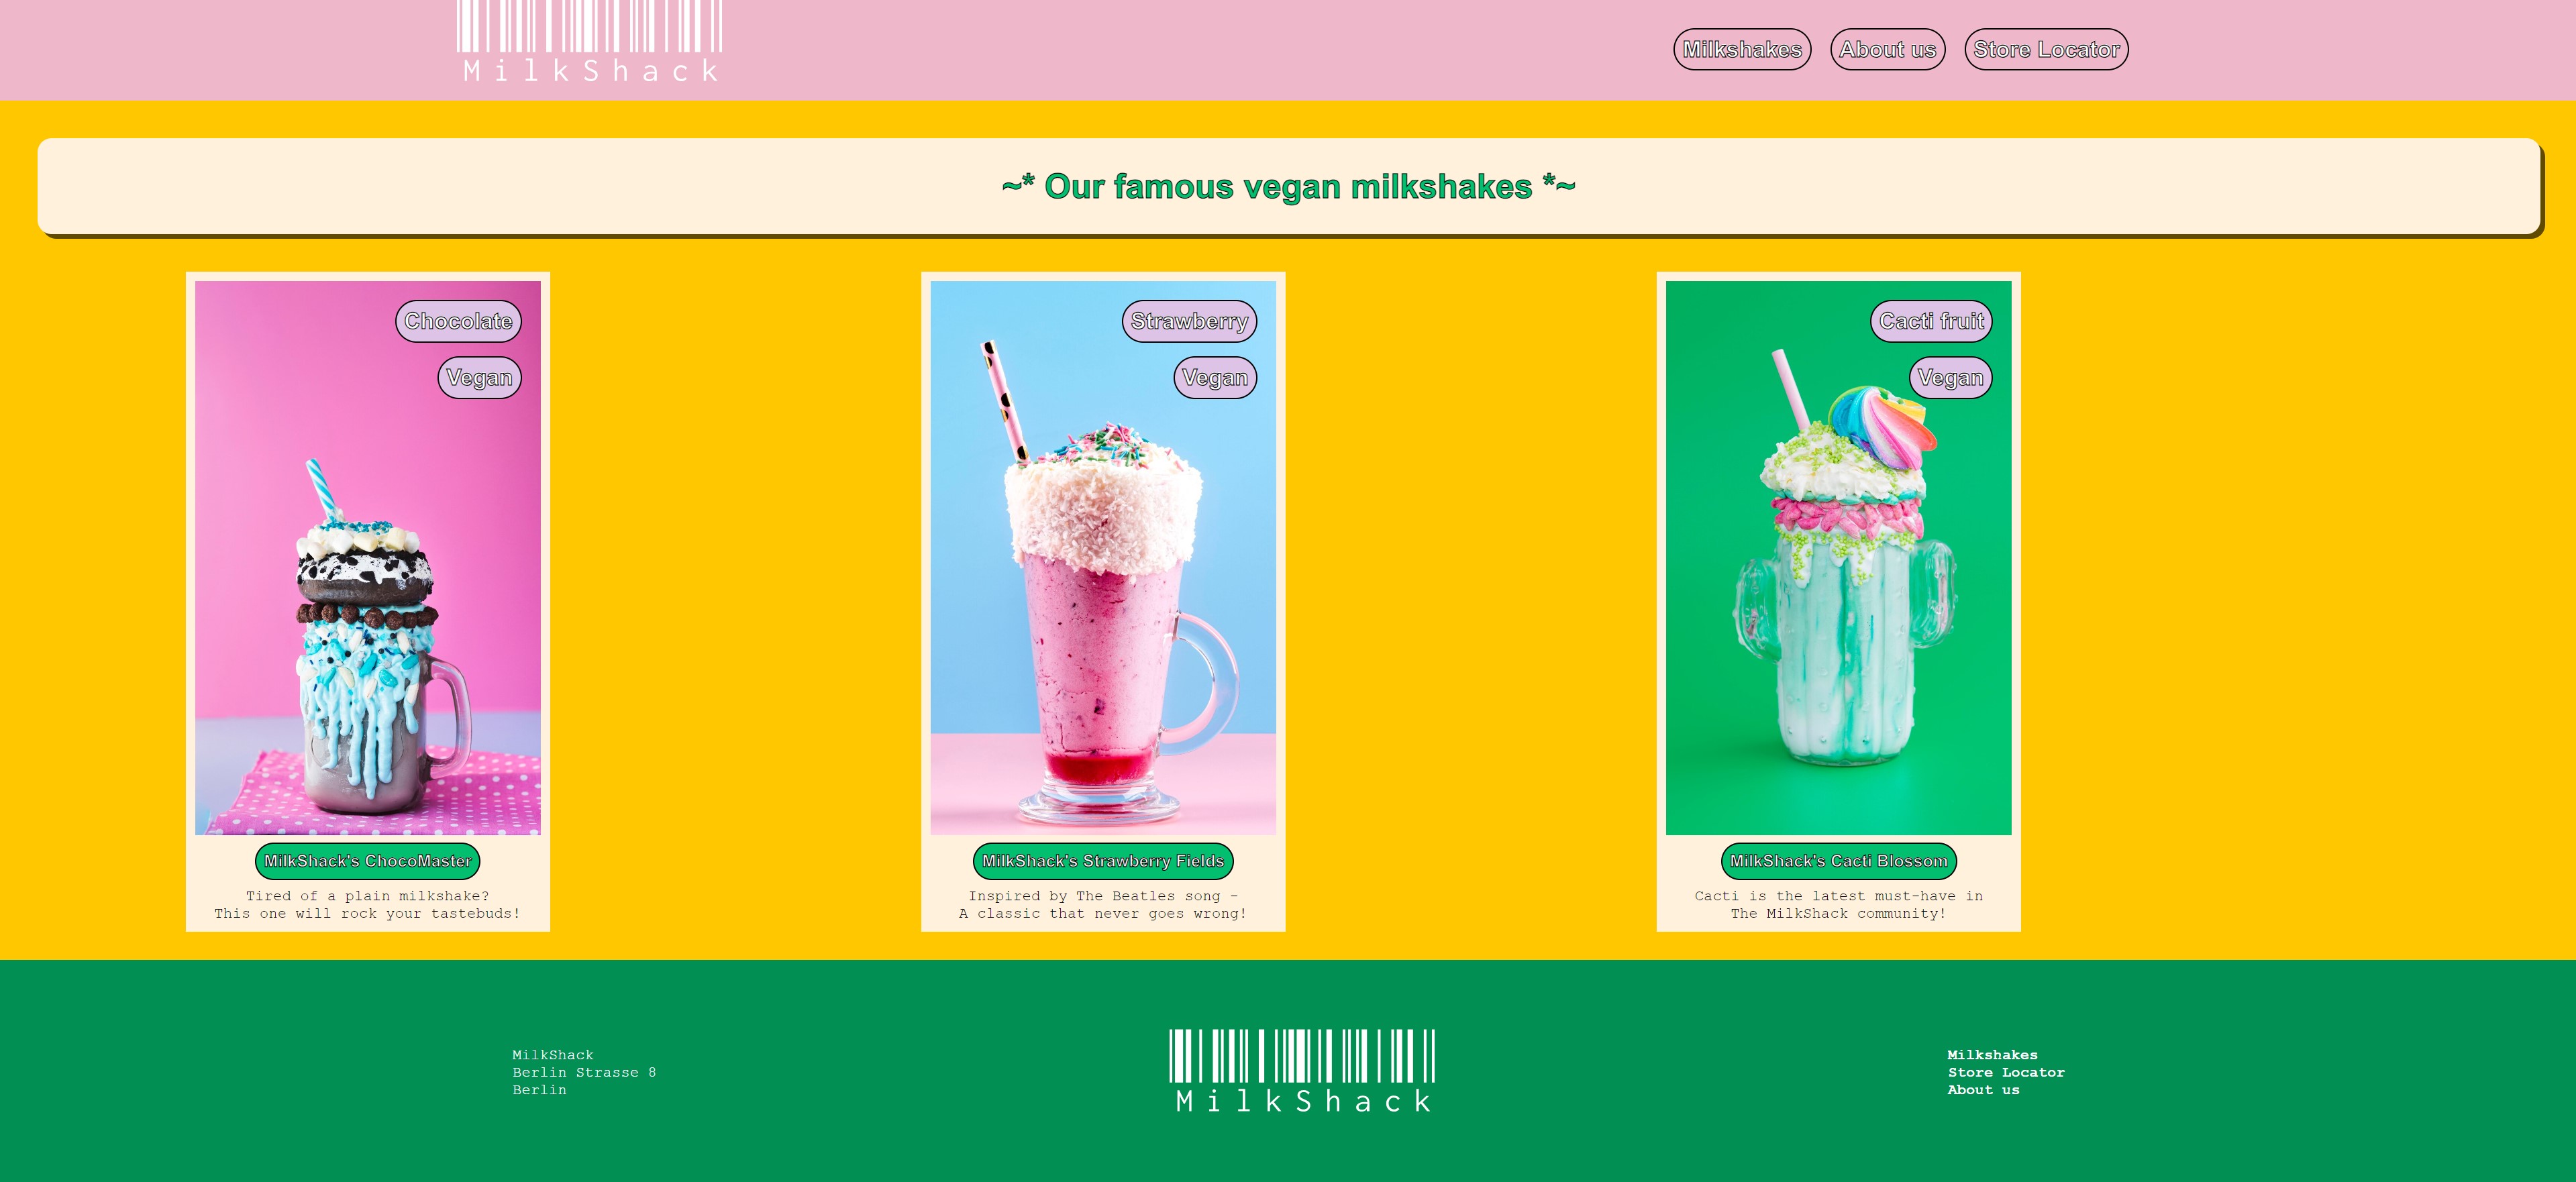 MilkShack
Milkshakes
About us
Store Locator
~* Our famous vegan milkshakes *~
Chocolate
Vegan
MilkShack's ChocoMaster
Tired of a plain milkshake?
This one will rock your tastebuds!
Strawberry
Vegan
MilkShack's Strawberry Fields
Inspired by The Beatles song -
A classic that never goes wrong!
Cacti fruit
Vegan
MilkShack's Cacti Blossom
Cacti is the latest must-have in
The MilkShack community!
MilkShack
Berlin Strasse 8
Berlin
MilkShack
Milkshakes
Store Locator
About us